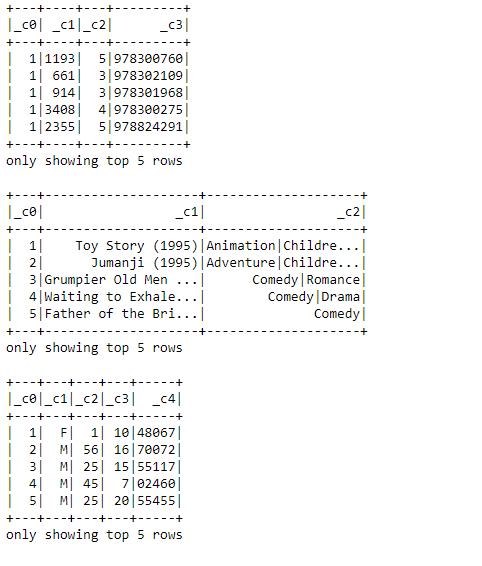 +---+----+---+---------+
|_c0| _c1|_c2|      _c3|
+---+----+---+---------+
|  1|1193|  5|978300760|
|  1| 661|  3|978302109|
|  1| 914|  3|978301968|
|  1|3408|  4|978300275|
|  1|2355|  5|978824291|
+---+----+---+---------+
only showing top 5 rows
+---+--------------------+--------------------+
|_c0|                 _c1|                 _c2|
+---+--------------------+--------------------+
|  1|    Toy Story (1995)|Animation|Childre...|
|  2|      Jumanji (1995)|Adventure|Childre...|
|  3|Grumpier Old Men ...|      Comedy|Romance|
|  4|Waiting to Exhale...|        Comedy|Drama|
|  5|Father of the Bri...|              Comedy|
+---+--------------------+--------------------+
only showing top 5 rows
+---+---+---+---+-----+
|_c0|_c1|_c2|_c3|  _c4|
+---+---+---+---+-----+
|  1|  F|  1| 10|48067|
|  2|  M| 56| 16|70072|
|  3|  M| 25| 15|55117|
|  4|  M| 45|  7|02460|
|  5|  M| 25| 20|55455|
+---+---+---+---+-----+
only showing top 5 rows